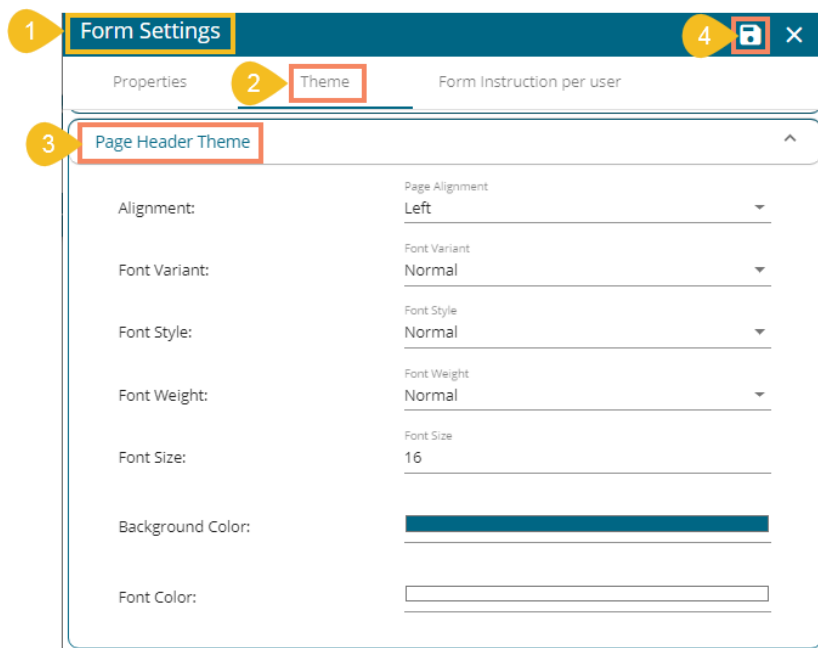 1 Form Settings 4
Properties 2 Theme Form Instruction per user
3 Page Header Theme
Page Alignment
Alignment: Left
Font Variant
Font Variant: Normal
Font Style
Font Style: Normal
Font Weight
Font Weight: Normal
Font Size
Font Size: 16
Background Color:
Font Color: